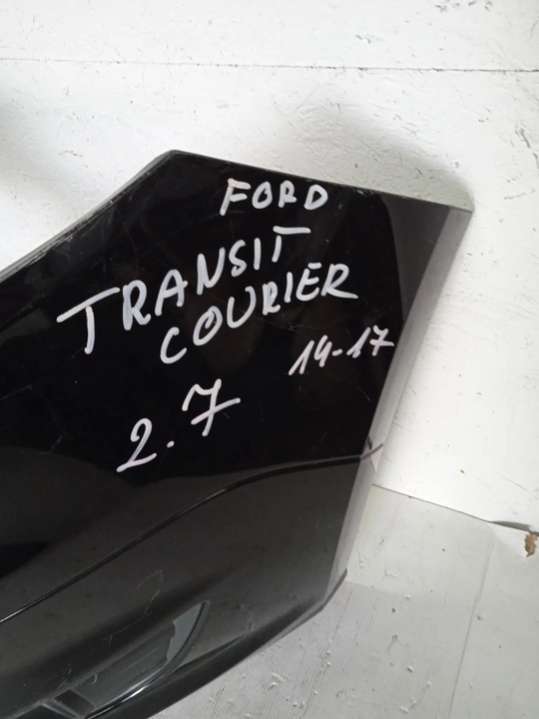 FORD
TRANSIT
COURIER
14-17
2.7